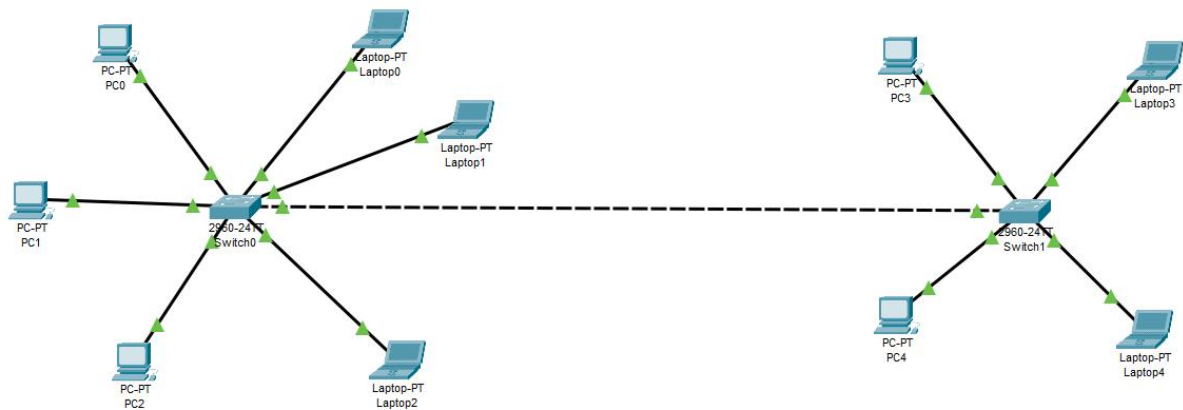 PC-PT
PC0
Laptop-PT
Laptop0
Laptop-PT
Laptop1
PC-PT
PC1
2960-24TT
Switch0
PC-PT
PC2
Laptop-PT
Laptop2
PC-PT
PC3
Laptop-PT
Laptop3
2960-24TT
Switch1
PC-PT
PC4
Laptop-PT
Laptop4